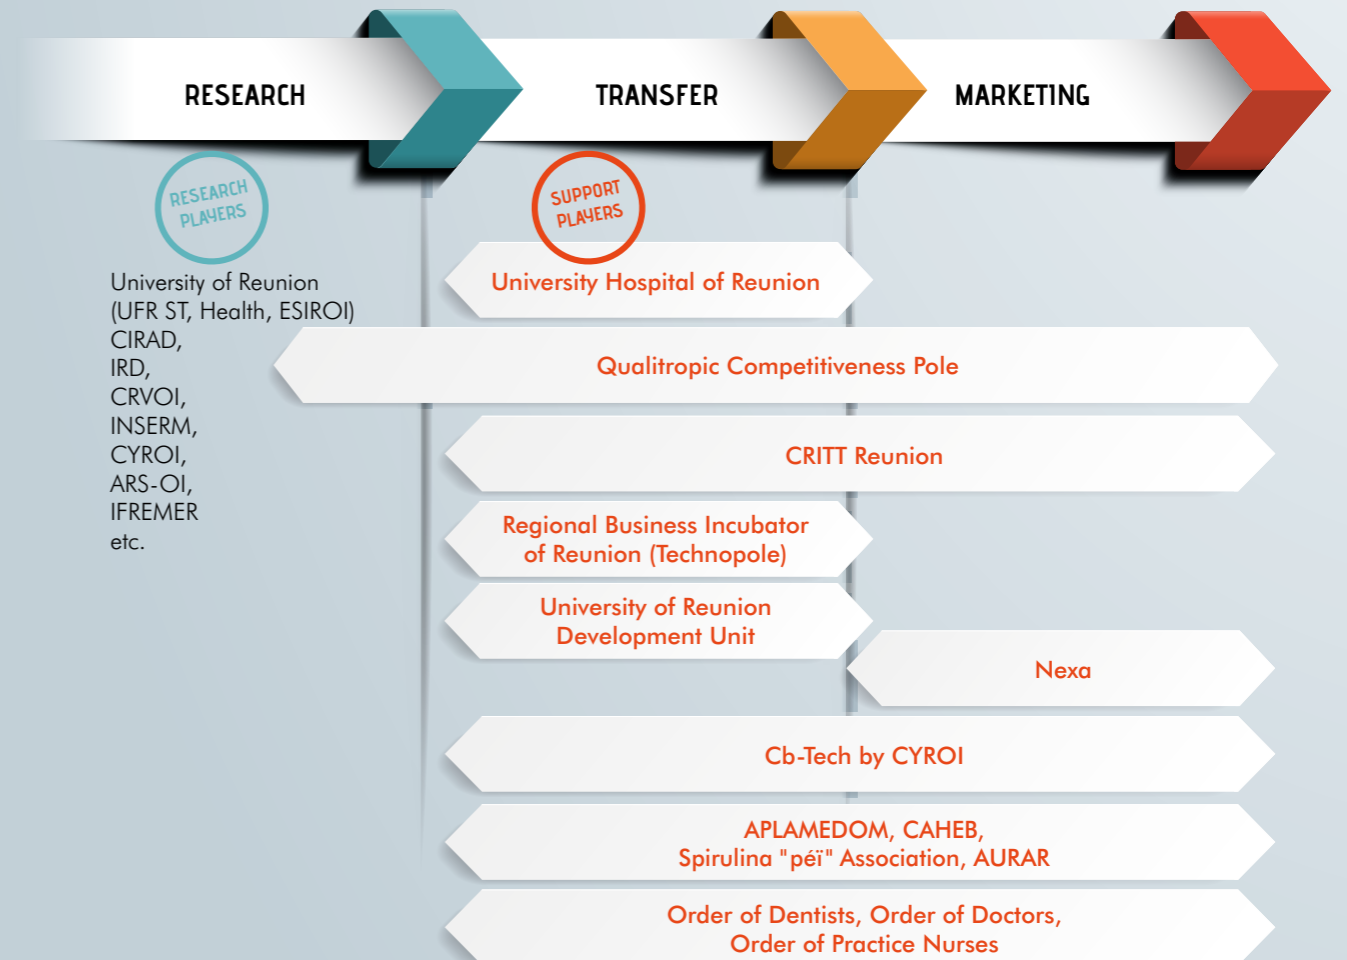 RESEARCH
TRANSFER
MARKETING
RESEARCH
PLAYERS
SUPPORT
PLAYERS
University of Reunion
(UFR ST, Health, ESIROI)
CIRAD,
IRD,
CRVOI,
INSERM,
CYROI,
ARS-OI,
IFREMER
etc.
University Hospital of Reunion
Qualitropic Competitiveness Pole
CRITT Reunion
Regional Business Incubator
of Reunion (Technopole)
University of Reunion
Development Unit
Nexa
Cb-Tech by CYROI
APLAMEDOM, CAHEB,
Spirulina "péï" Association, AURAR
Order of Dentists, Order of Doctors,
Order of Practice Nurses